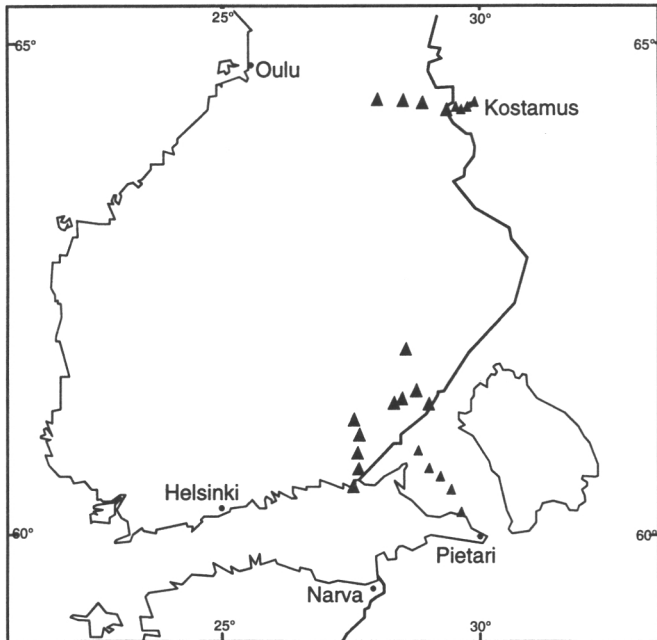 25° 30°
65° 65°
Oulu
Kostamus
Helsinki
60° 60°
Pietari
Narva
25° 30°